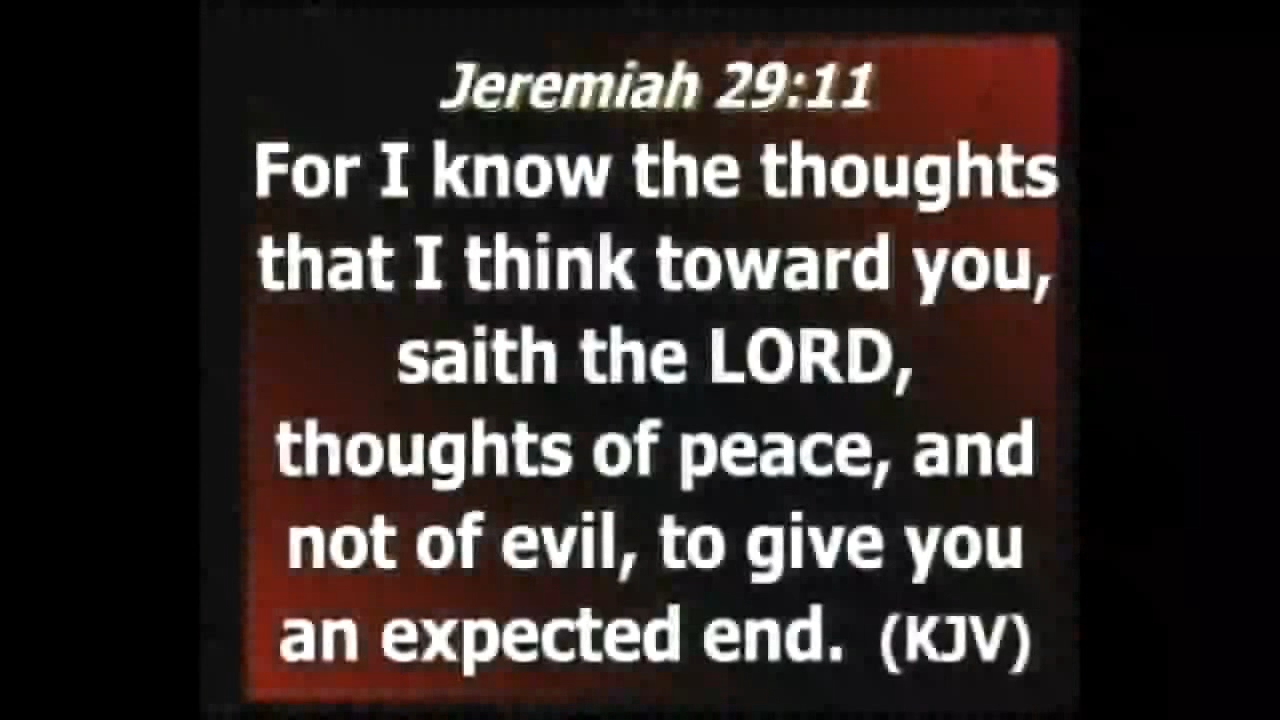 Jeremiah 29:11
For I know the thoughts
that I think toward you,
saith the LORD,
thoughts of peace, and
not of evil, to give you
an expected end. (KJV)